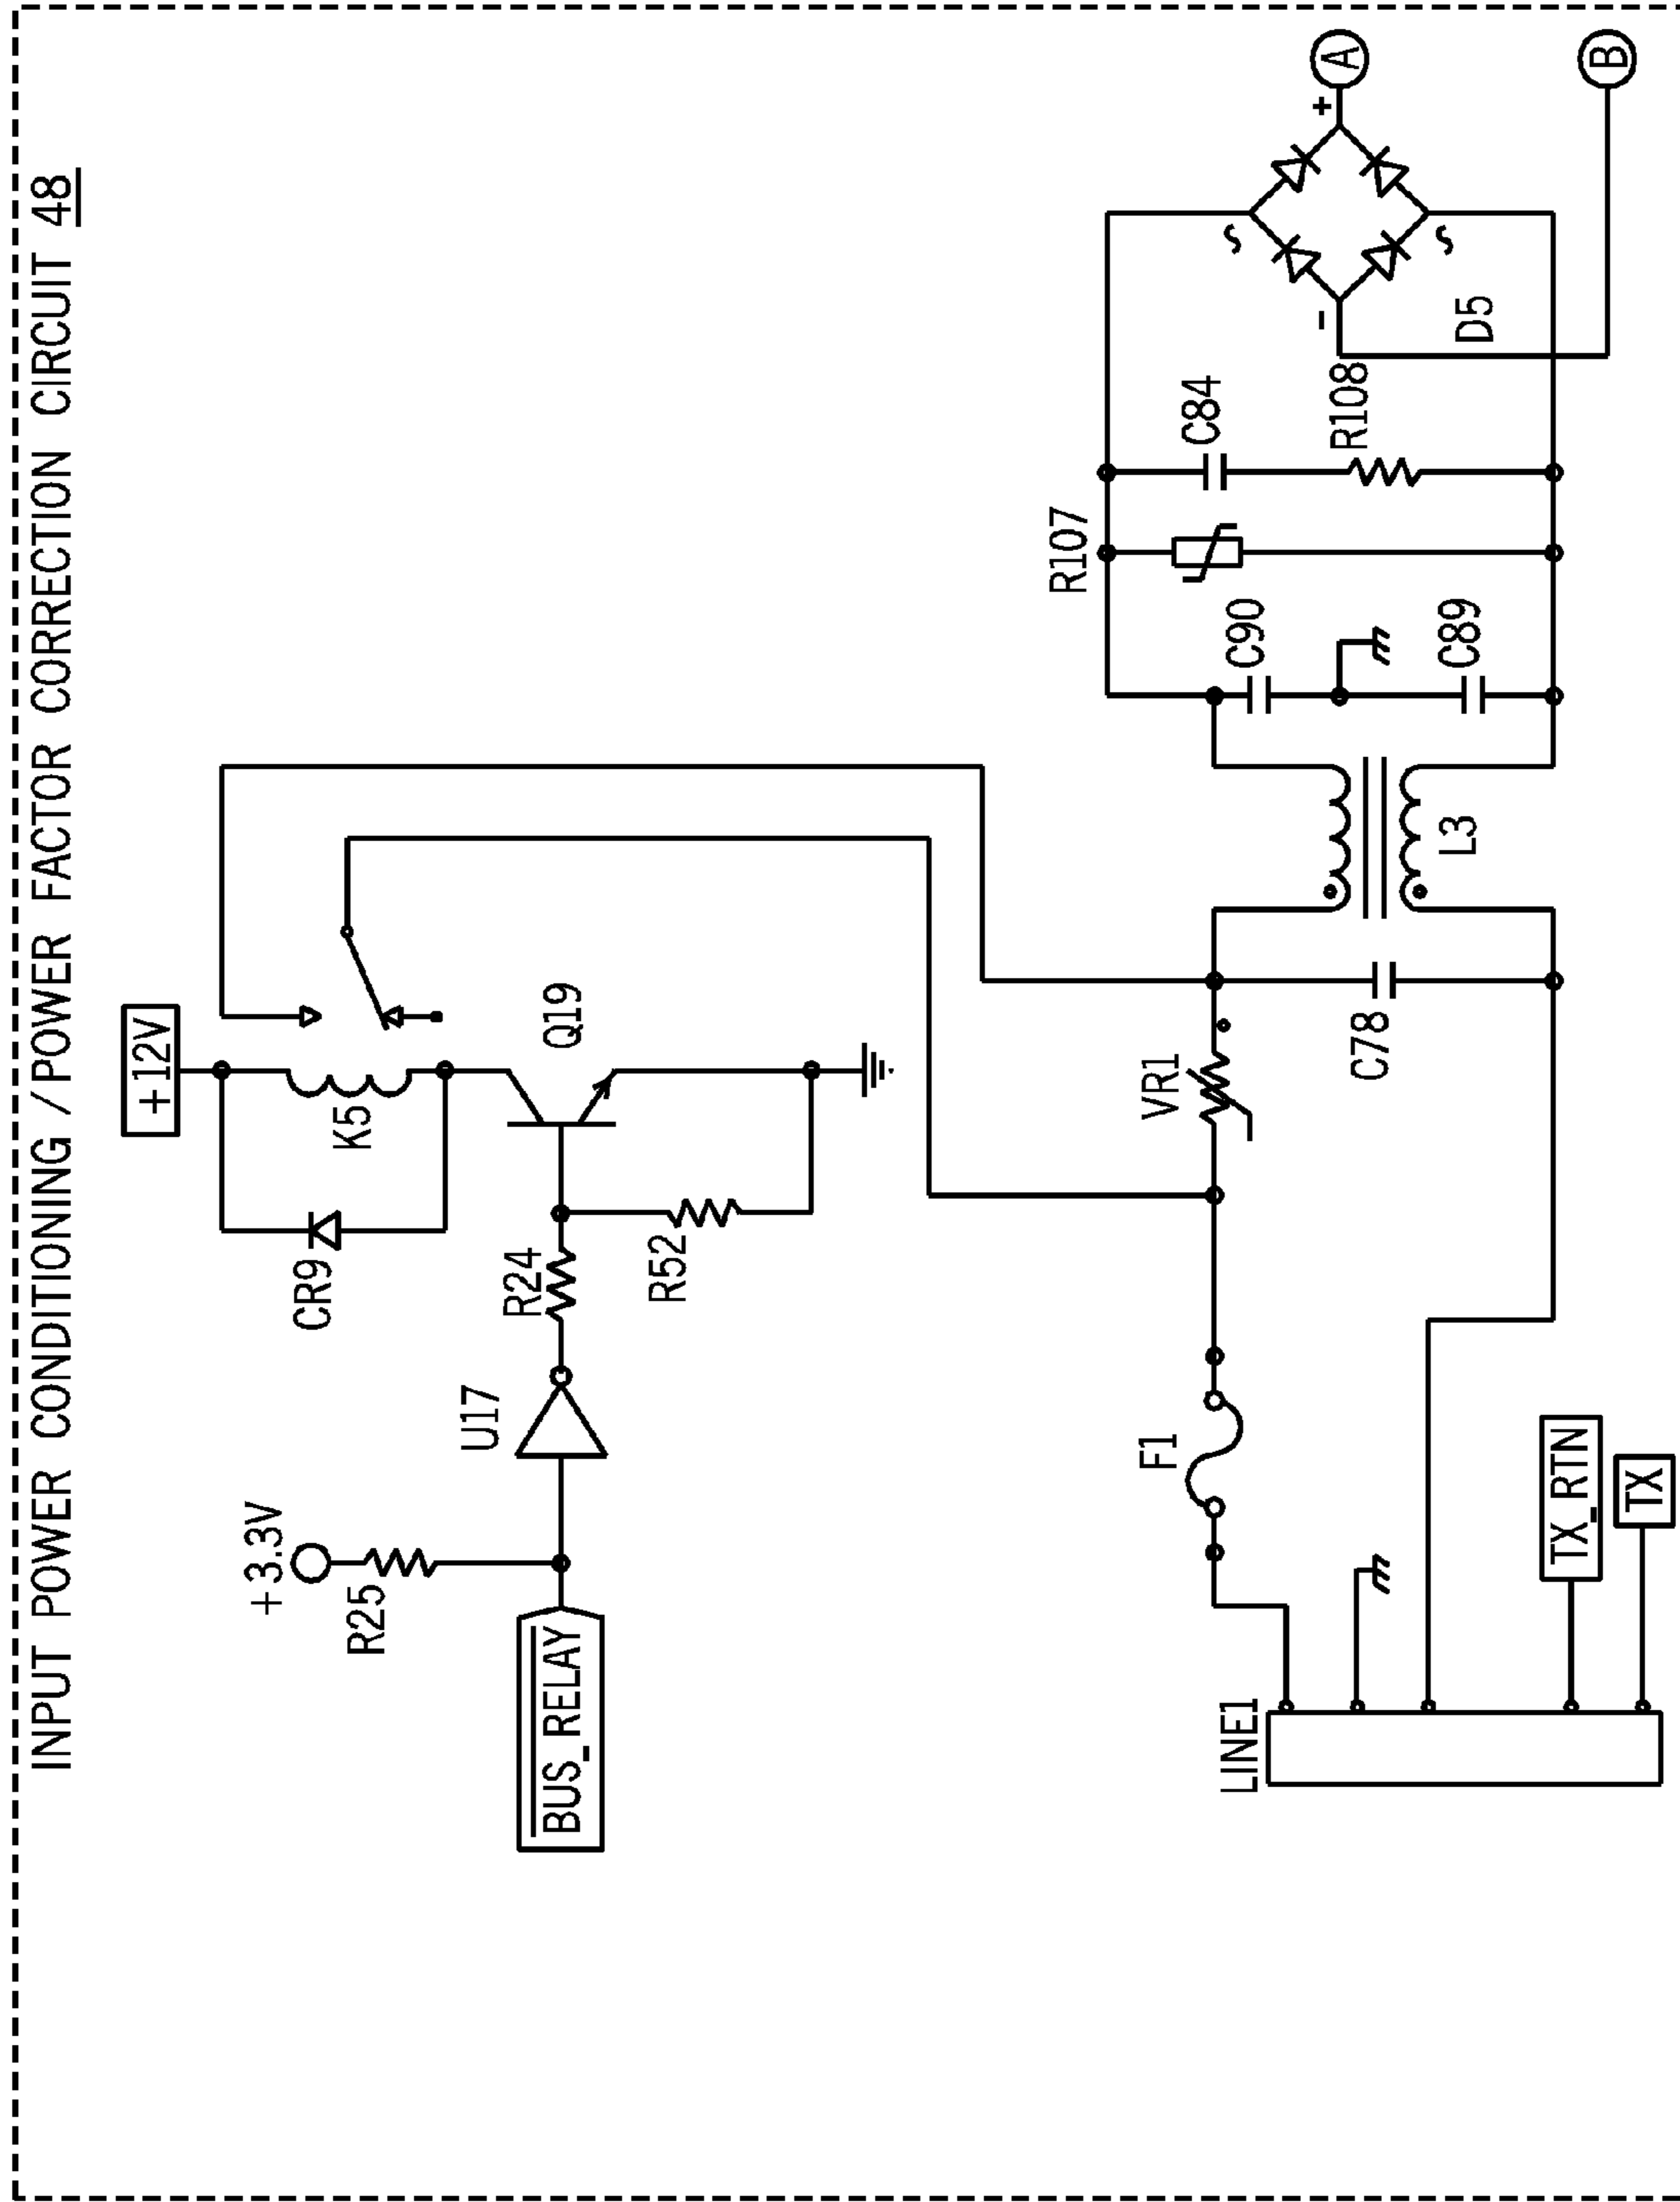 INPUT POWER CONDITIONING/POWER FACTOR CORRECTION CIRCUIT 48
+12V
K5
CR9
Q19
+3.3V
R25
U17
R24
R52
BUS_RELAY
R107
C84
R108
A
+
-
D5
B
C90
C89
L3
VR1
C78
F1
LINE1
TX_RTN
TX